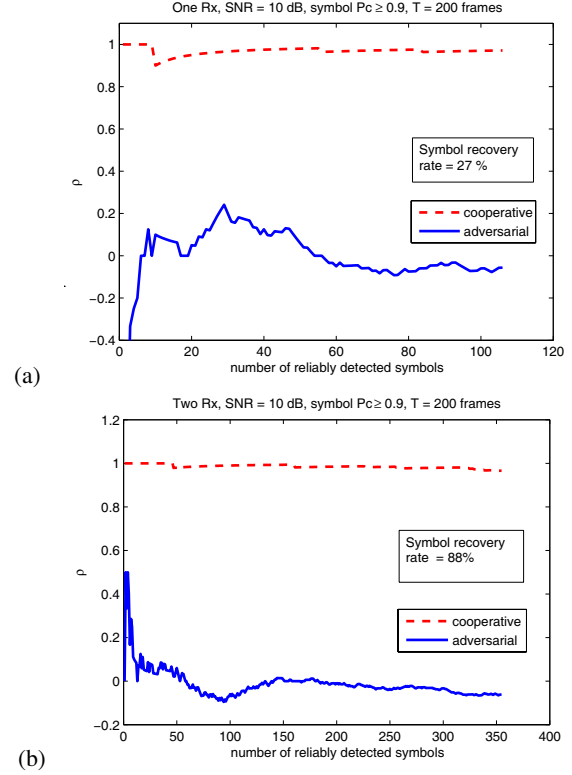 One Rx, SNR = 10 dB, symbol Pc ≥ 0.9, T = 200 frames
1
0.8
0.6
0.4
0.2
0
−0.2
−0.4
ρ
Symbol recovery
rate = 27 %
cooperative
adversarial
0 20 40 60 80 100 120
number of reliably detected symbols
(a)
Two Rx, SNR = 10 dB, symbol Pc ≥ 0.9, T = 200 frames
1.2
1
0.8
0.6
0.4
0.2
0
−0.2
ρ
Symbol recovery
rate = 88%
cooperative
adversarial
0 50 100 150 200 250 300 350 400
number of reliably detected symbols
(b)